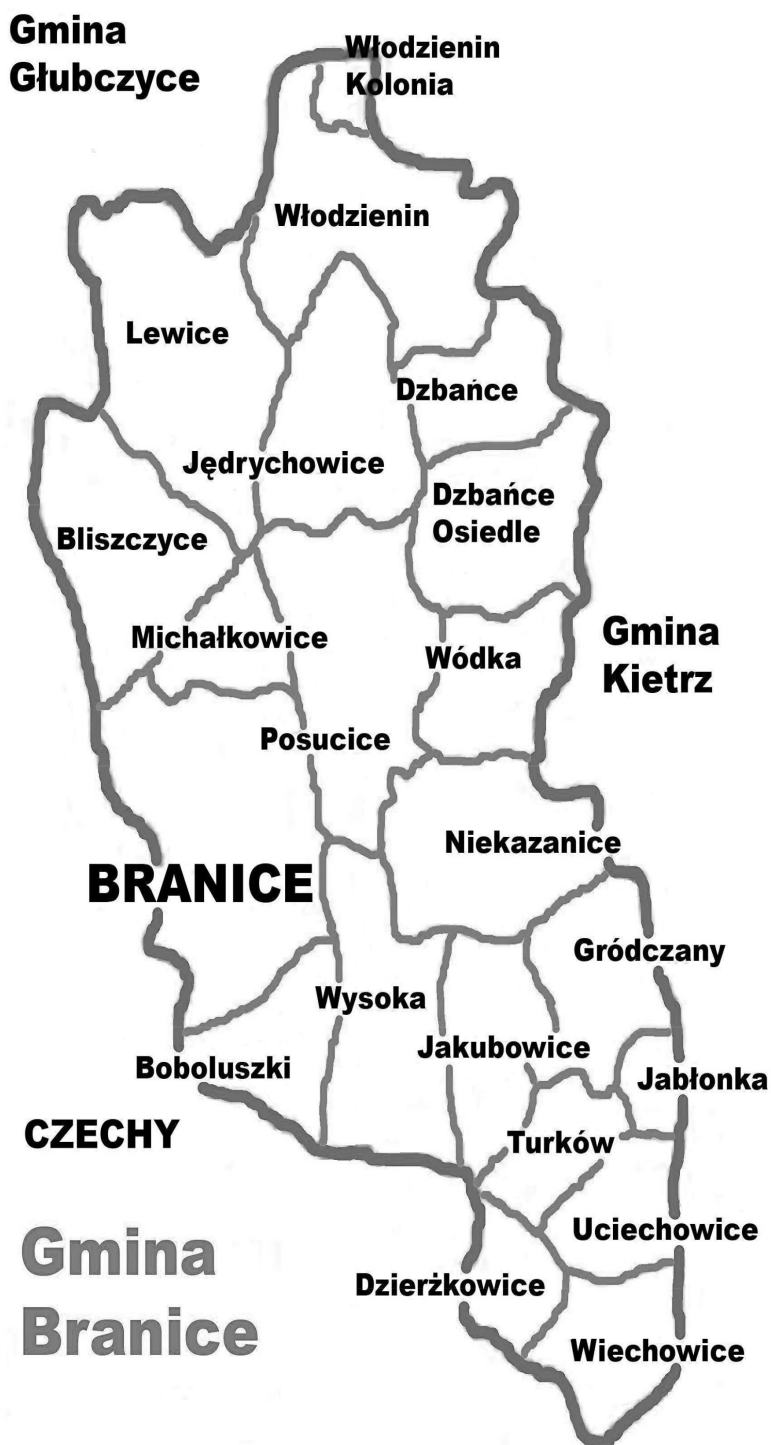 Gmina
Głubczyce
Włodzienin
Kolonia
Włodzienin
Lewice
Dzbańce
Jędrychowice
Dzbańce
Osiedle
Bliszczyce
Michałkowice
Wódka
Gmina
Kietrz
Posucice
Niekazanice
BRANICE
Gródczany
Wysoka
Jakubowice
Boboluszki
Jabłonka
CZECHY
Turków
Uciechowice
Gmina
Branice
Dzierżkowice
Wiechowice